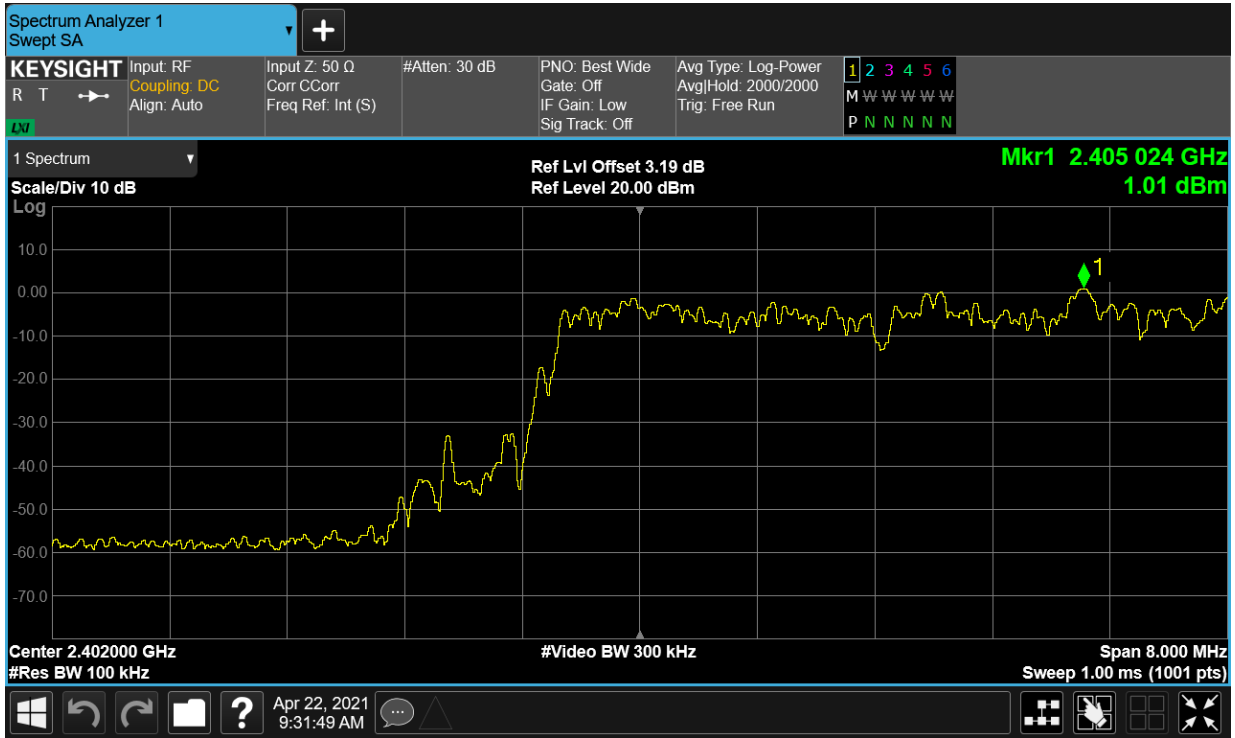 Spectrum Analyzer 1
Swept SA
KEYSIGHT
R T
LXI
Input: RF
Coupling: DC
Align: Auto
Input Z: 50 Ω
Corr CCorr
Freq Ref: Int (S)
#Atten: 30 dB
PNO: Best Wide
Gate: Off
IF Gain: Low
Sig Track: Off
Avg Type: Log-Power
Avg|Hold: 2000/2000
Trig: Free Run
1 2 3 4 5 6
M W W W W W
P N N N N N
1 Spectrum
Scale/Div 10 dB
Log
Ref Lvl Offset 3.19 dB
Ref Level 20.00 dBm
Mkr1 2.405 024 GHz
1.01 dBm
10.0
1
0.00
-10.0
-20.0
-30.0
-40.0
-50.0
-60.0
-70.0
Center 2.402000 GHz
#Video BW 300 kHz
Span 8.000 MHz
#Res BW 100 kHz
Sweep 1.00 ms (1001 pts)
?
Apr 22, 2021
9:31:49 AM